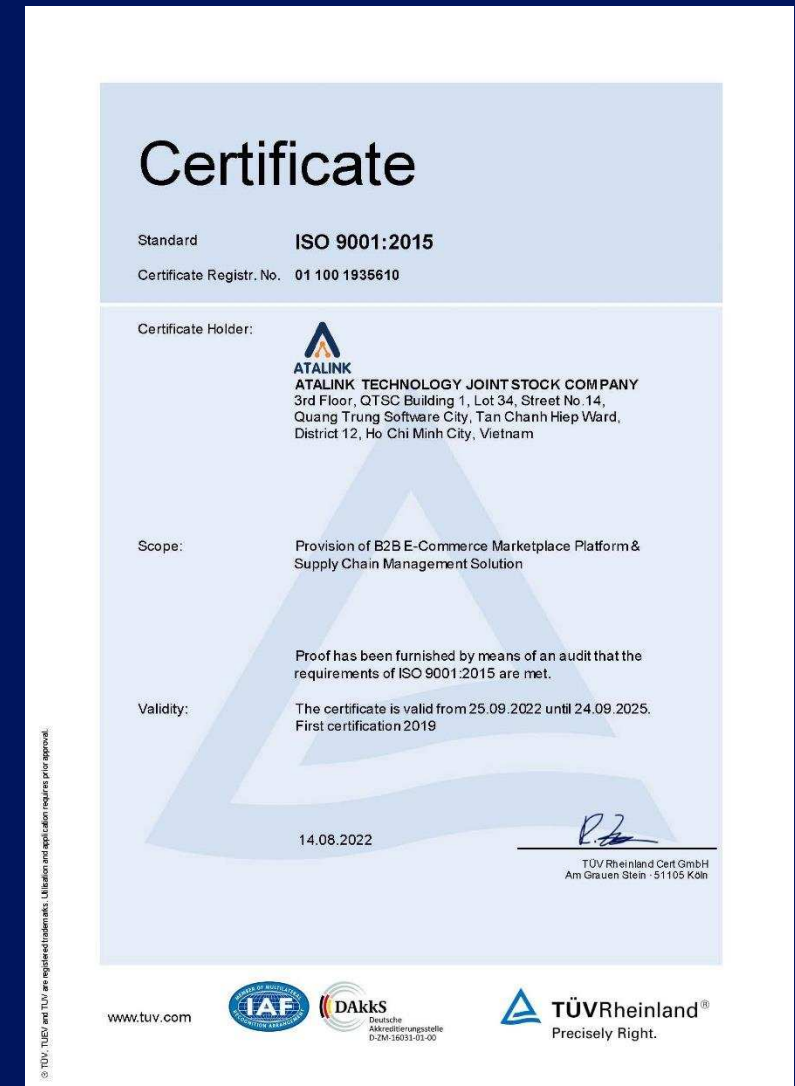 Certificate
Standard ISO 9001:2015
Certificate Registr. No. 01 100 1935610
Certificate Holder:
ATALINK
ATALINK TECHNOLOGY JOINT STOCK COMPANY
3rd Floor, QTSC Building 1, Lot 34, Street No.14,
Quang Trung Software City, Tan Chanh Hiep Ward,
District 12, Ho Chi Minh City, Vietnam
Scope: Provision of B2B E-Commerce Marketplace Platform &
Supply Chain Management Solution
Proof has been furnished by means of an audit that the
requirements of ISO 9001:2015 are met.
Validity: The certificate is valid from 25.09.2022 until 24.09.2025.
First certification 2019
14.08.2022
TÜV Rheinland Cert GmbH
Am Grauen Stein · 51105 Köln
® TÜV, TUEV and TUV are registered trademarks. Utilisation and application requires prior approval.
www.tuv.com
MEMBER OF MULTILATERAL
IAF
RECOGNITION ARRANGEMENT
DAkkS
Deutsche
Akkreditierungsstelle
D-ZM-16031-01-00
TÜVRheinland®
Precisely Right.